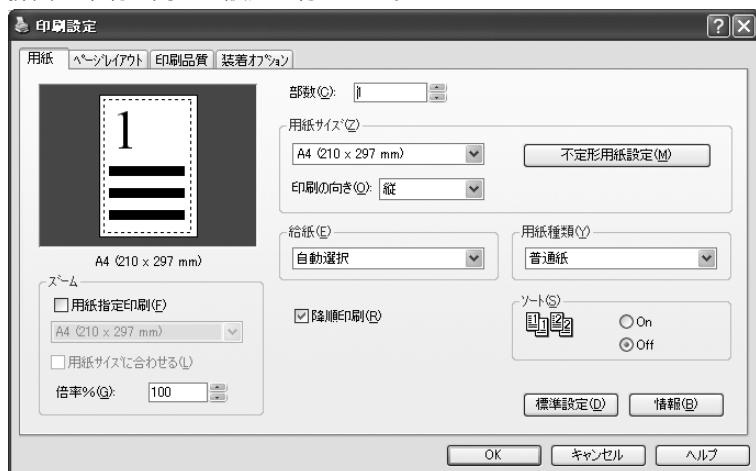 印刷設定
用紙 ページレイアウト 印刷品質 装着オプション
1
A4 (210 x 297 mm)
ズーム
用紙指定印刷(F)
A4 (210 x 297 mm)
用紙サイズに合わせる(L)
倍率%(G): 100
部数(C): 1
用紙サイズ(Z)
A4 (210 x 297 mm)
不定形用紙設定(M)
印刷の向き(O): 縦
給紙(E)
自動選択
用紙種類(Y)
普通紙
降順印刷(R)
ソート(S)
1 1 2 2
On
Off
標準設定(D) 情報(B)
OK キャンセル ヘルプ